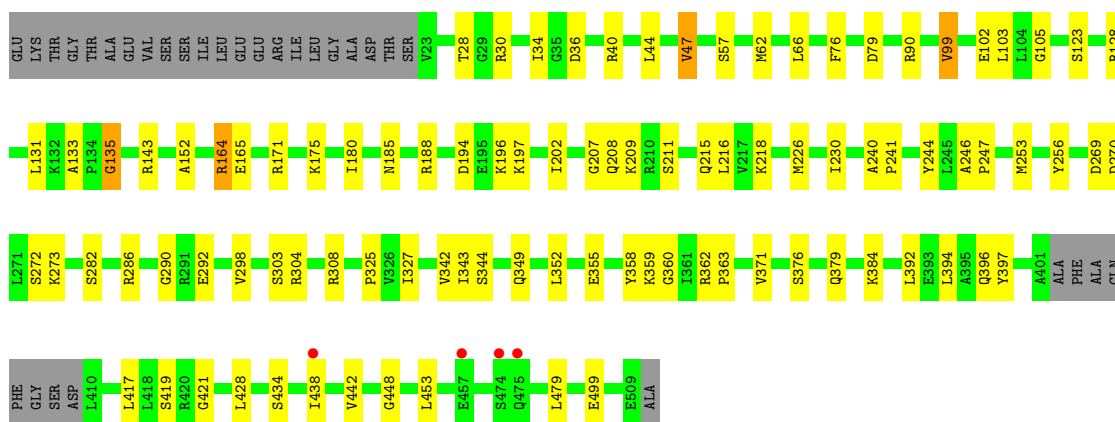 GLU LYS THR GLY THR ALA GLU VAL SER SER ILE LEU GLU GLU ARG ILE LEU GLY ALA ASP THR SER V23 T28 G29 R30 I34 G35 D36 R40 L44 V47 S57 M62 L66 F76 D79 R90 V99 E102 L103 L104 G105 S123 R128
L131 K132 A133 P134 G135 R143 A152 R164 E165 R171 K175 I180 N185 R188 D194 E195 K196 K197 I202 G207 Q208 K209 R210 S211 Q215 L216 V217 K218 M226 I230 A240 P241 Y244 L245 A246 P247 M253 Y256 D269 D270
L271 S272 K273 S282 R286 G290 R291 E292 V298 S303 R304 R308 P325 V326 I327 V342 I343 S344 Q349 L352 E355 Y358 K359 G360 I361 R362 P363 V371 S376 Q379 K384 L392 E393 L394 A395 Q396 Y397 A401 ALA PHE ALA GLN
PHE GLY SER ASP L410 L417 L418 S419 R420 G421 L428 S434 I438 V442 G448 L453 E457 S474 Q475 L479 E499 E509 ALA